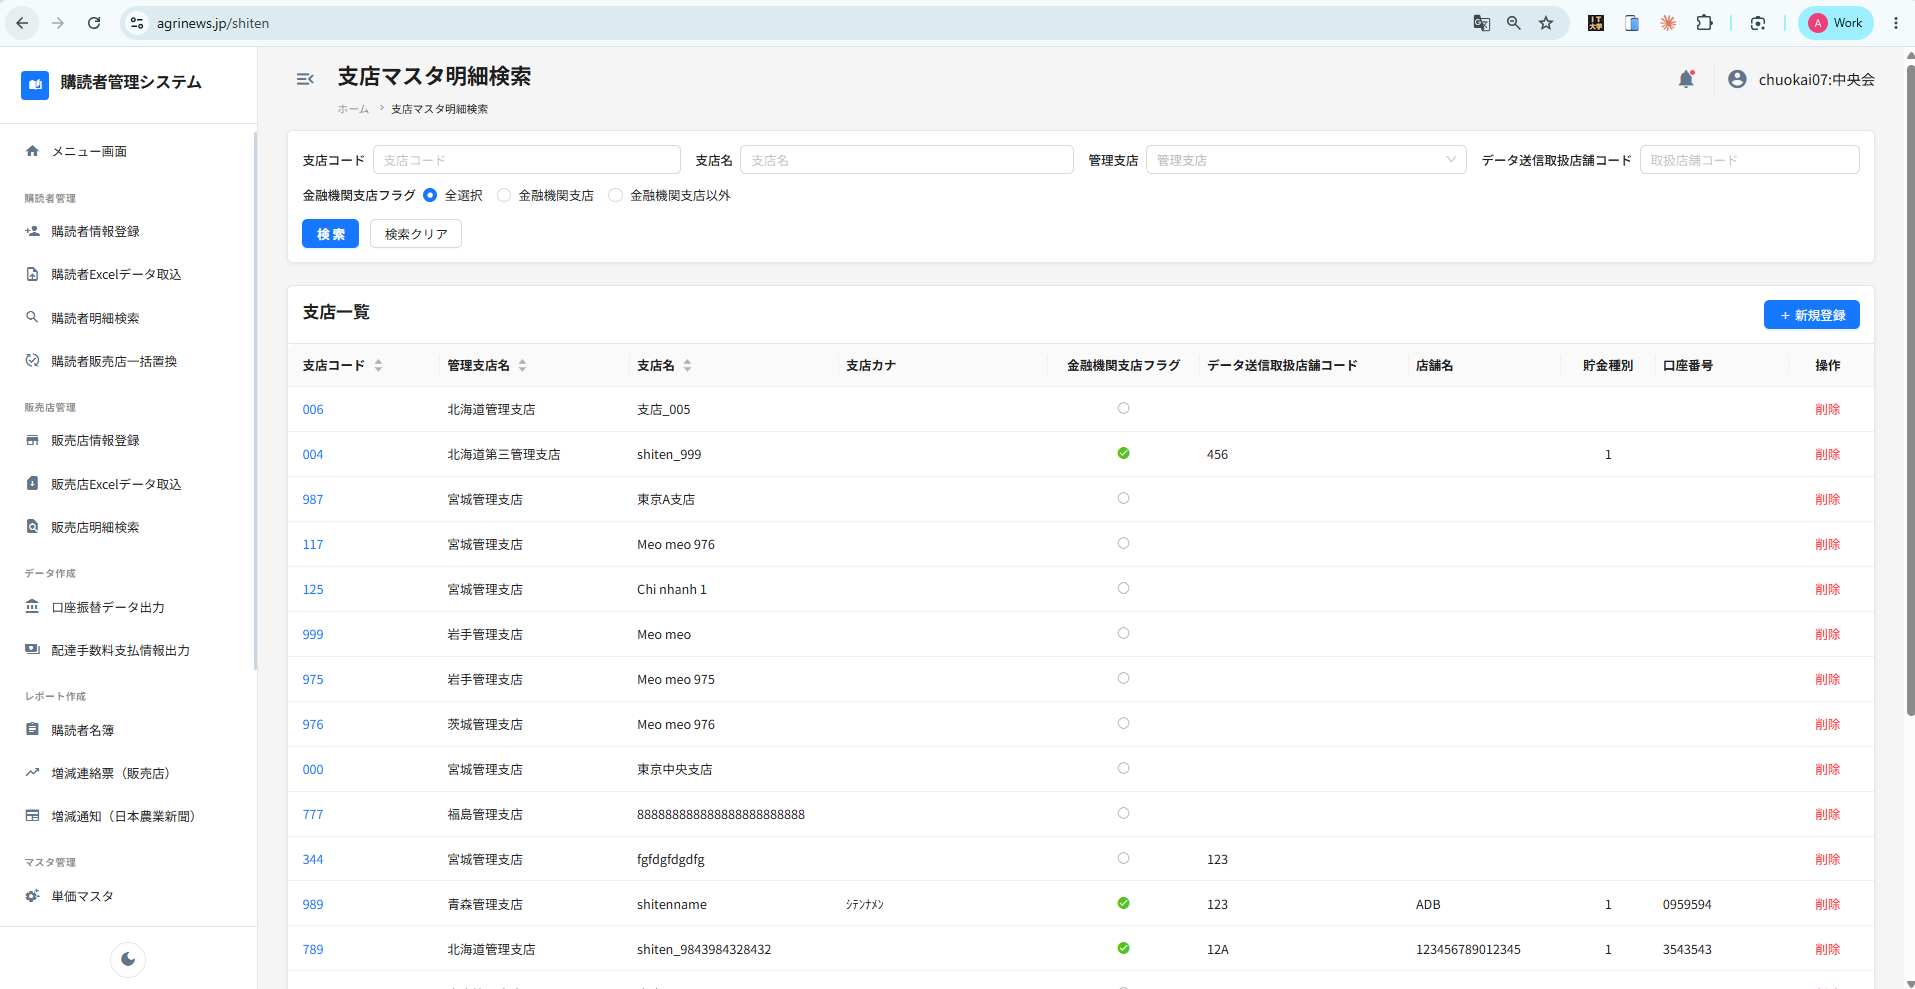 agrinews.jp/shiten
Work
購読者管理システム
メニュー画面
購読者管理
購読者情報登録
購読者Excelデータ取込
購読者明細検索
購読者販売店一括置換
販売店管理
販売店情報登録
販売店Excelデータ取込
販売店明細検索
データ作成
口座振替データ出力
配達手数料支払情報出力
レポート作成
購読者名簿
増減連絡票（販売店）
増減通知（日本農業新聞）
マスタ管理
単価マスタ
支店マスタ明細検索
ホーム > 支店マスタ明細検索
chuokai07:中央会
支店コード 支店コード 支店名 支店名 管理支店 管理支店 データ送信取扱店舗コード 取扱店舗コード
金融機関支店フラグ 全選択 金融機関支店 金融機関支店以外
検索 検索クリア
支店一覧
+ 新規登録
支店コード 管理支店名 支店名 支店カナ 金融機関支店フラグ データ送信取扱店舗コード 店舗名 貯金種別 口座番号 操作
006 北海道管理支店 支店_005 削除
004 北海道第三管理支店 shiten_999 456 1 削除
987 宮城管理支店 東京A支店 削除
117 宮城管理支店 Meo meo 976 削除
125 宮城管理支店 Chi nhanh 1 削除
999 岩手管理支店 Meo meo 削除
975 岩手管理支店 Meo meo 975 削除
976 茨城管理支店 Meo meo 976 削除
000 宮城管理支店 東京中央支店 削除
777 福島管理支店 888888888888888888888888 削除
344 宮城管理支店 fgfdgfdgdfg 123 削除
989 青森管理支店 shitenname ｼﾃﾝﾅﾒﾝ 123 ADB 1 0959594 削除
789 北海道管理支店 shiten_9843984328432 12A 123456789012345 1 3543543 削除